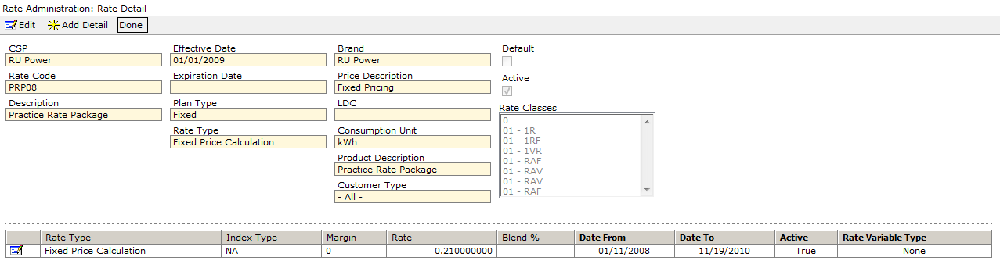 Rate Administration: Rate Detail
Edit Add Detail Done
CSP Effective Date Brand Default
RU Power 01/01/2009 RU Power
Rate Code Expiration Date Price Description Active
PRP08 Fixed Pricing
Description Plan Type LDC Rate Classes
Practice Rate Package Fixed
Rate Type Consumption Unit
Fixed Price Calculation kWh
Product Description
Practice Rate Package
Customer Type
- All -
0
01 - 1R
01 - 1RF
01 - 1VR
01 - RAF
01 - RAV
01 - RAV
01 - RAF
Rate Type Index Type Margin Rate Blend % Date From Date To Active Rate Variable Type
Fixed Price Calculation NA 0 0.210000000 01/11/2008 11/19/2010 True None